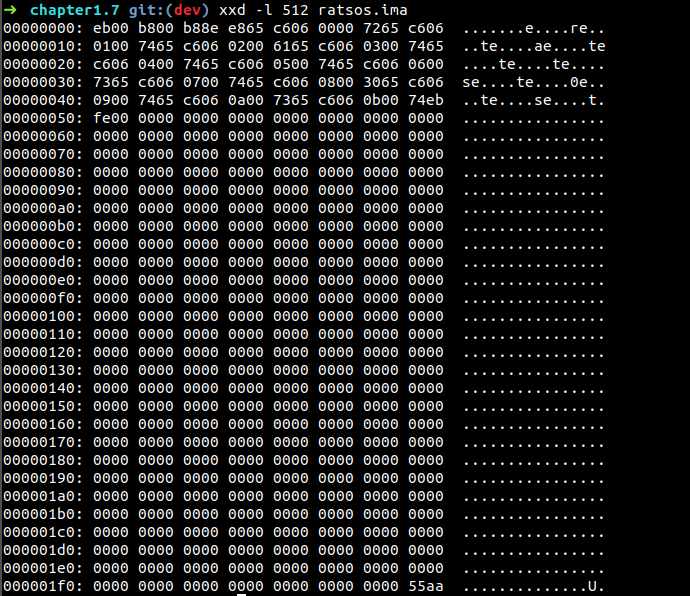 ➜  chapter1.7 git:(dev) xxd -l 512 ratsos.ima
00000000: eb00 b800 b88e e865 c606 0000 7265 c606  .......e....re..
00000010: 0100 7465 c606 0200 6165 c606 0300 7465  ..te....ae....te
00000020: c606 0400 7465 c606 0500 7465 c606 0600  ....te....te....
00000030: 7365 c606 0700 7465 c606 0800 3065 c606  se....te....0e..
00000040: 0900 7465 c606 0a00 7365 c606 0b00 74eb  ..te....se....t.
00000050: fe00 0000 0000 0000 0000 0000 0000 0000  ................
00000060: 0000 0000 0000 0000 0000 0000 0000 0000  ................
00000070: 0000 0000 0000 0000 0000 0000 0000 0000  ................
00000080: 0000 0000 0000 0000 0000 0000 0000 0000  ................
00000090: 0000 0000 0000 0000 0000 0000 0000 0000  ................
000000a0: 0000 0000 0000 0000 0000 0000 0000 0000  ................
000000b0: 0000 0000 0000 0000 0000 0000 0000 0000  ................
000000c0: 0000 0000 0000 0000 0000 0000 0000 0000  ................
000000d0: 0000 0000 0000 0000 0000 0000 0000 0000  ................
000000e0: 0000 0000 0000 0000 0000 0000 0000 0000  ................
000000f0: 0000 0000 0000 0000 0000 0000 0000 0000  ................
00000100: 0000 0000 0000 0000 0000 0000 0000 0000  ................
00000110: 0000 0000 0000 0000 0000 0000 0000 0000  ................
00000120: 0000 0000 0000 0000 0000 0000 0000 0000  ................
00000130: 0000 0000 0000 0000 0000 0000 0000 0000  ................
00000140: 0000 0000 0000 0000 0000 0000 0000 0000  ................
00000150: 0000 0000 0000 0000 0000 0000 0000 0000  ................
00000160: 0000 0000 0000 0000 0000 0000 0000 0000  ................
00000170: 0000 0000 0000 0000 0000 0000 0000 0000  ................
00000180: 0000 0000 0000 0000 0000 0000 0000 0000  ................
00000190: 0000 0000 0000 0000 0000 0000 0000 0000  ................
000001a0: 0000 0000 0000 0000 0000 0000 0000 0000  ................
000001b0: 0000 0000 0000 0000 0000 0000 0000 0000  ................
000001c0: 0000 0000 0000 0000 0000 0000 0000 0000  ................
000001d0: 0000 0000 0000 0000 0000 0000 0000 0000  ................
000001e0: 0000 0000 0000 0000 0000 0000 0000 0000  ................
000001f0: 0000 0000 0000 0000 0000 0000 0000 55aa  ..............U.